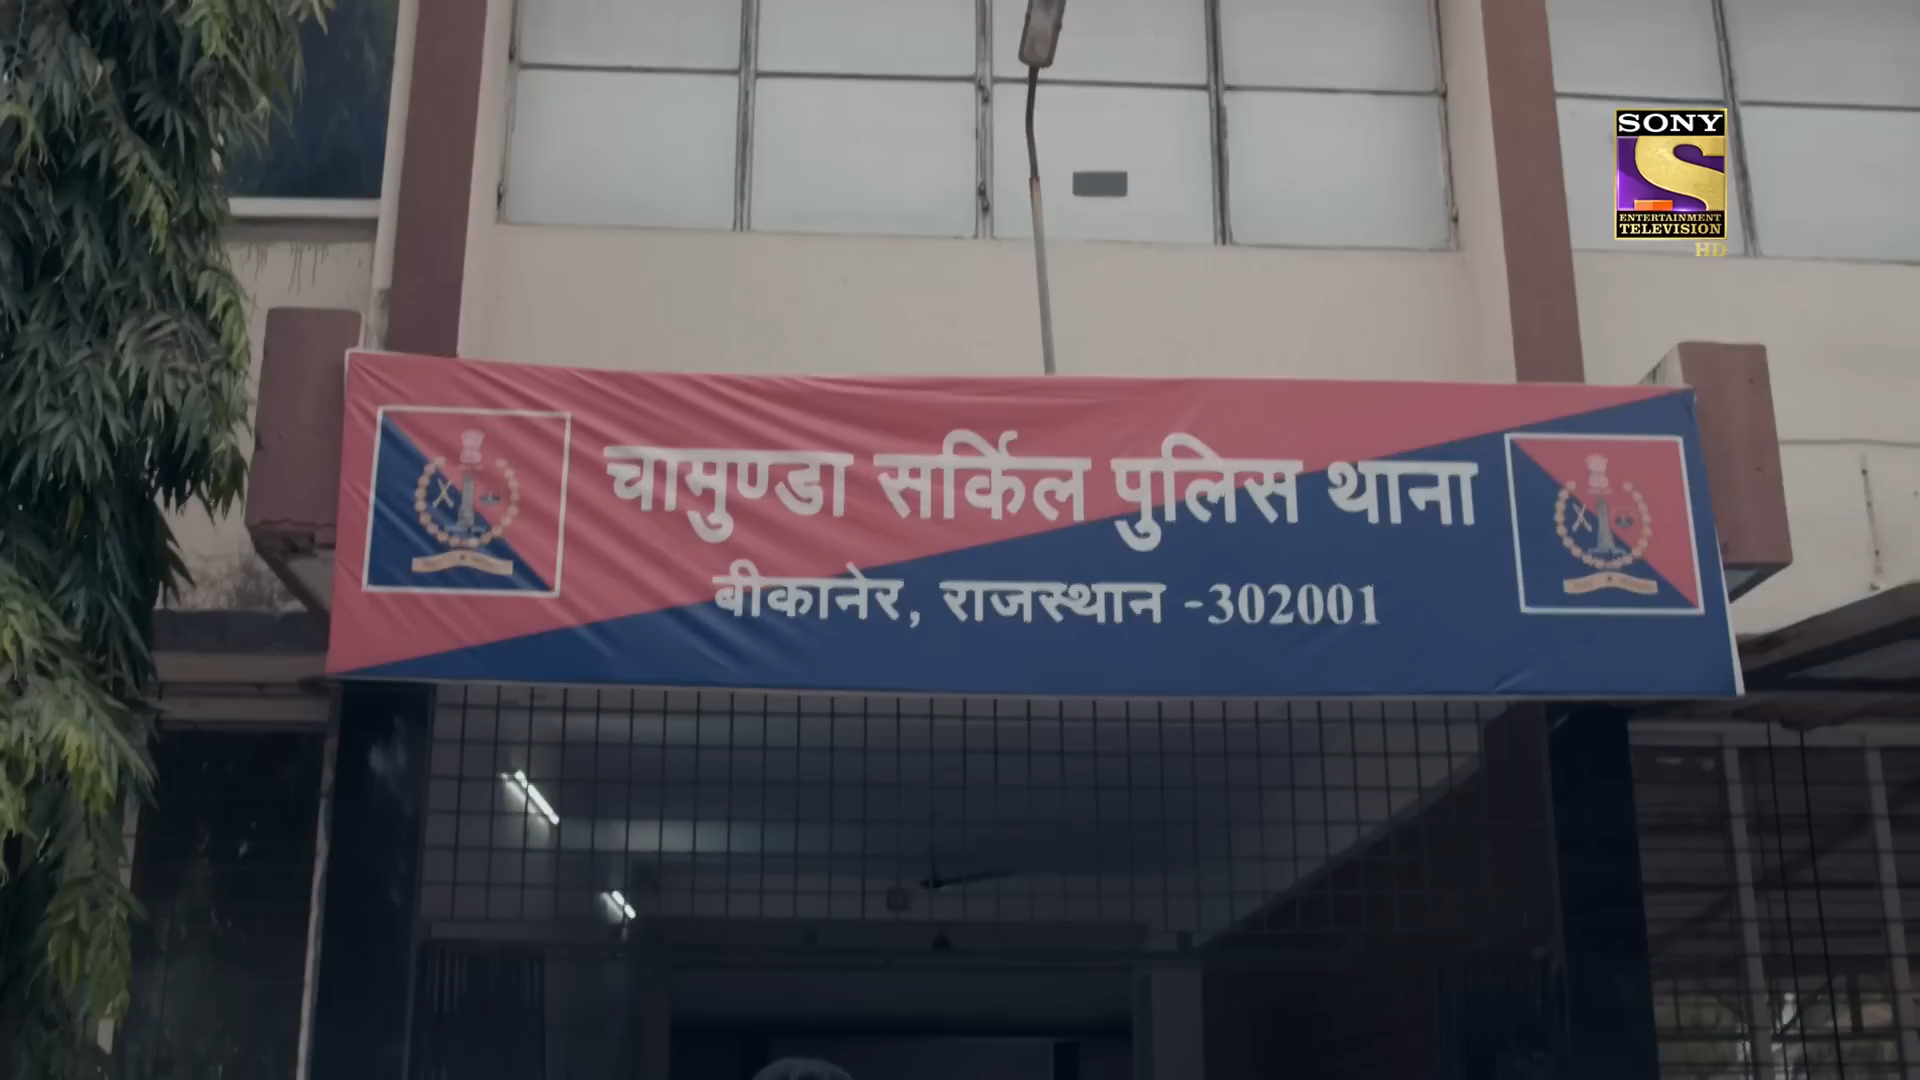 SONY
ENTERTAINMENT
TELEVISION
HD
चामुण्डा सर्किल पुलिस थाना
बीकानेर, राजस्थान -302001